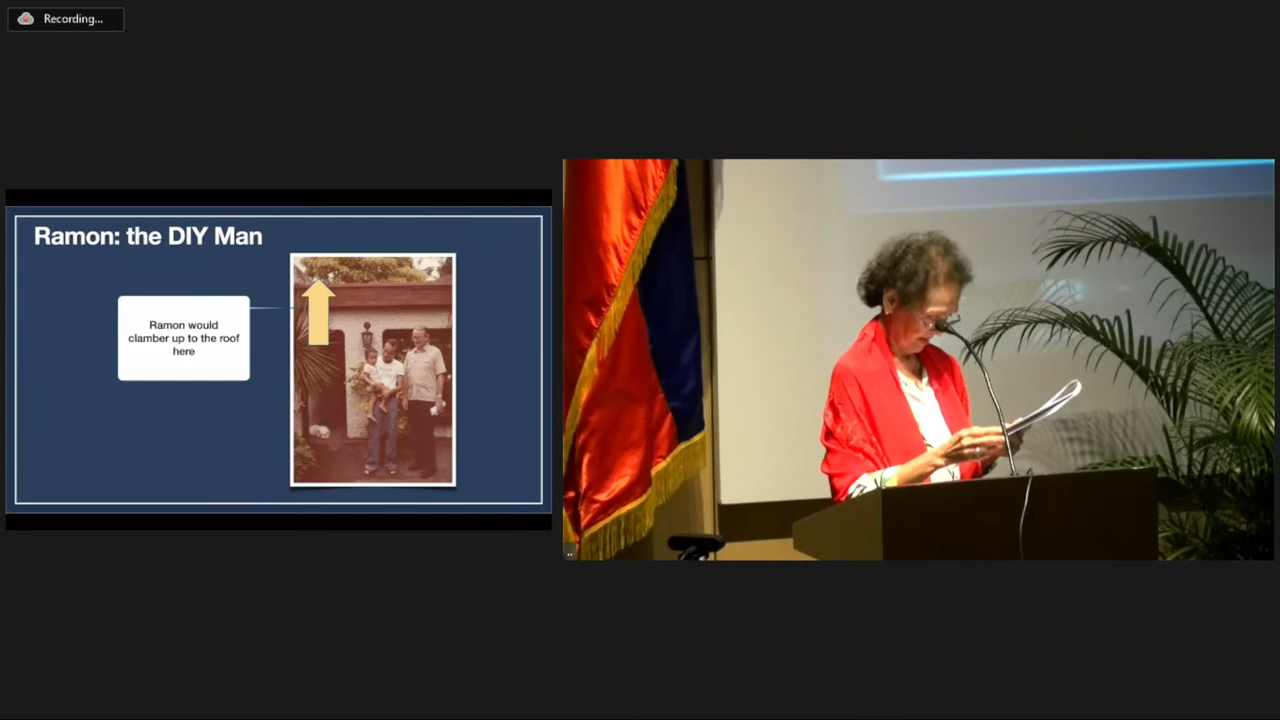 Recording...
Ramon: the DIY Man
Ramon would
clamber up to the roof
here